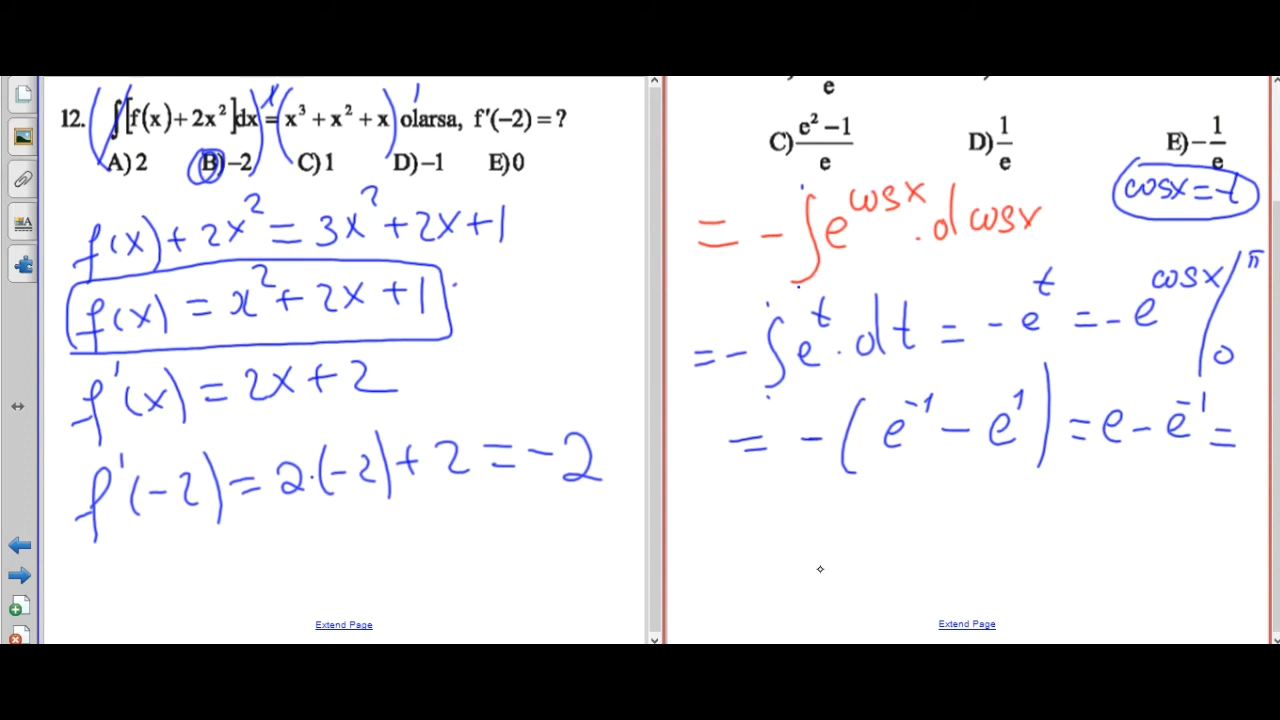 12. ( ∫[f(x) + 2x²]dx )' = ( x³ + x² + x )' olarsa, f′(−2) = ?
A) 2 B) −2 C) 1 D) −1 E) 0
f(x) + 2x² = 3x² + 2x + 1
f(x) = x² + 2x + 1
f'(x) = 2x + 2
f'(−2) = 2·(−2) + 2 = −2
Extend Page
e
C) (e² − 1)/e D) 1/e E) − 1/e
cosx = t
= − ∫ e^cosx . d cosx
= − ∫ e^t · dt = − e^t = − e^cosx |₀^π
= − (e⁻¹ − e¹) = e − e⁻¹ =
Extend Page